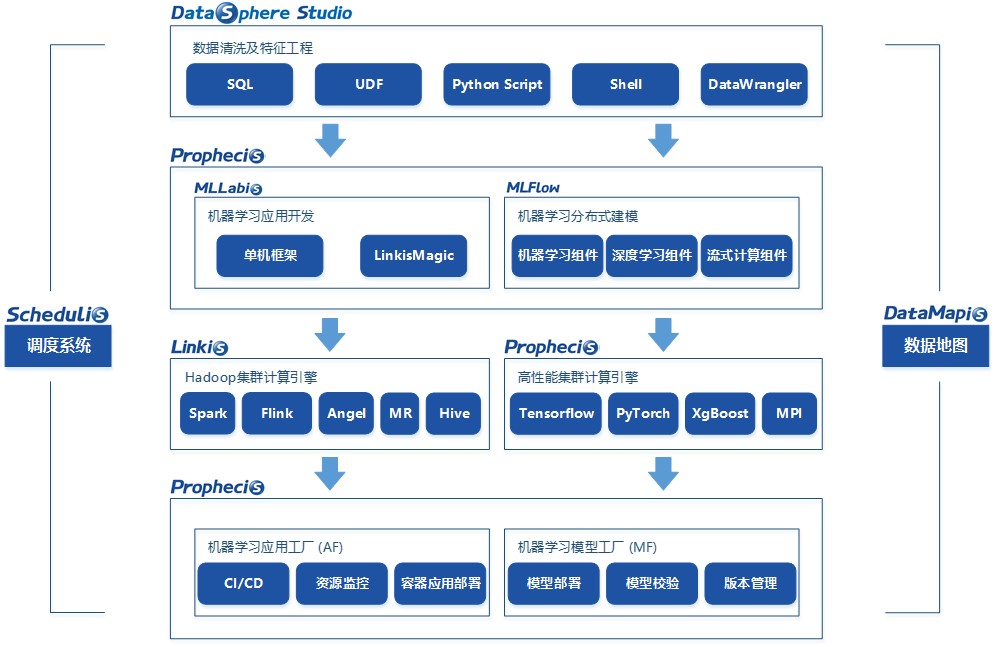 DataSphere Studio
数据清洗及特征工程
SQL
UDF
Python Script
Shell
DataWrangler
Prophecis
MLLabis
机器学习应用开发
单机框架
LinkisMagic
MLFlow
机器学习分布式建模
机器学习组件
深度学习组件
流式计算组件
Schedulis
调度系统
DataMapis
数据地图
Linkis
Hadoop集群计算引擎
Spark
Flink
Angel
MR
Hive
Prophecis
高性能集群计算引擎
Tensorflow
PyTorch
XgBoost
MPI
Prophecis
机器学习应用工厂 (AF)
CI/CD
资源监控
容器应用部署
机器学习模型工厂 (MF)
模型部署
模型校验
版本管理